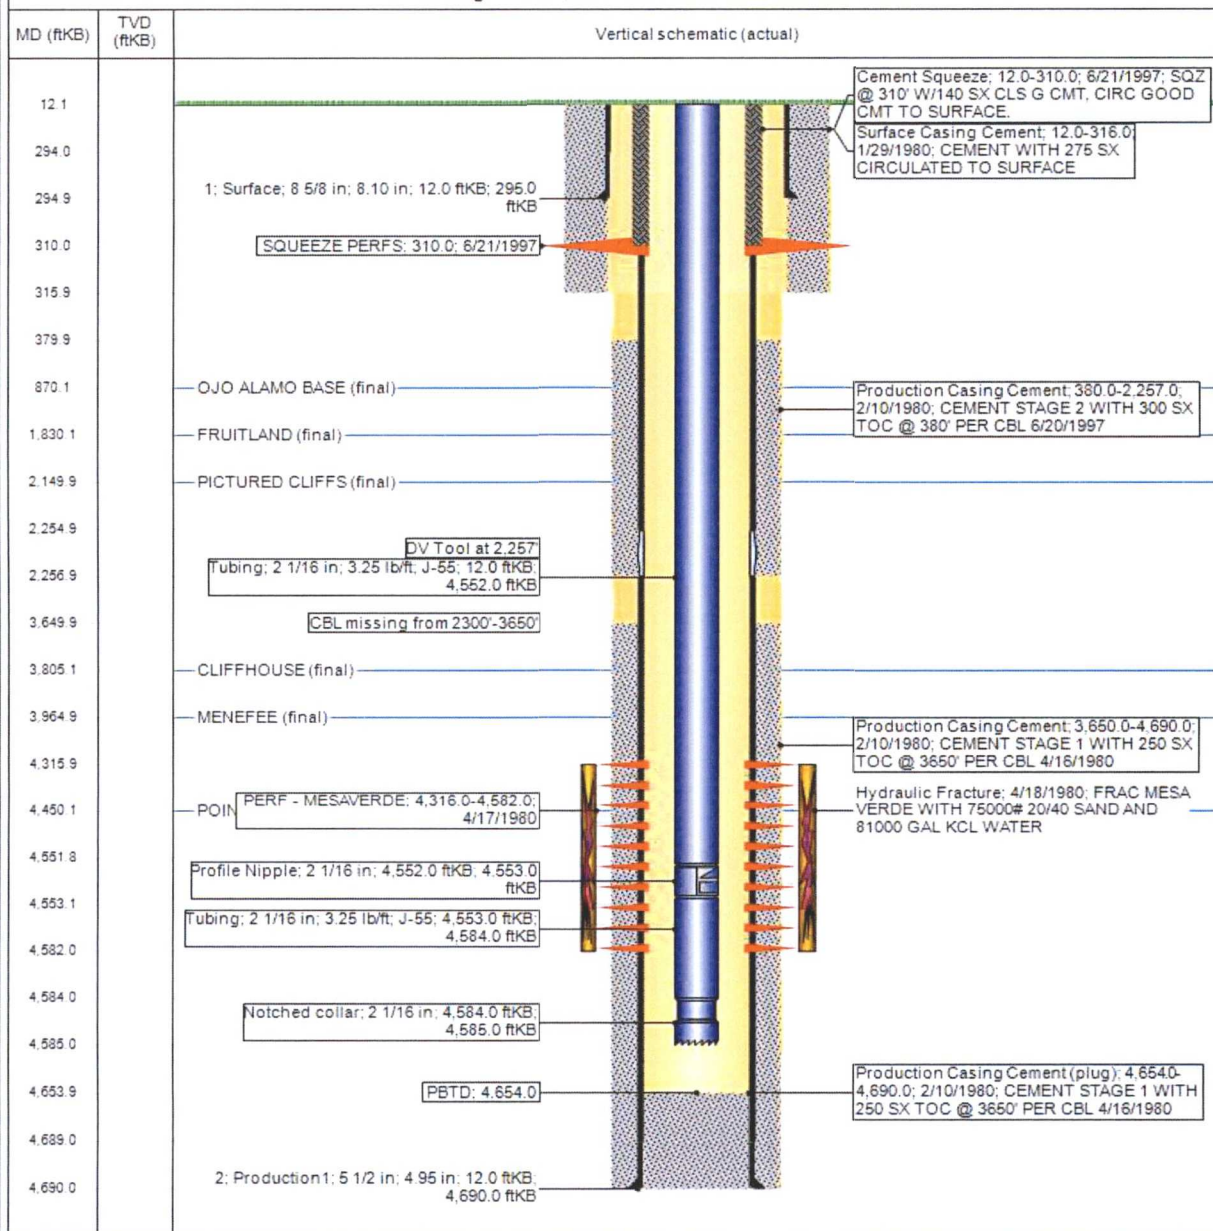 MD (ftKB)
TVD
(ftKB)
Vertical schematic (actual)
12.1
294.0
294.9
310.0
315.9
379.9
870.1
1,830.1
2,149.9
2,254.9
2,256.9
3,649.9
3,805.1
3,964.9
4,315.9
4,450.1
4,551.8
4,553.1
4,582.0
4,584.0
4,585.0
4,653.9
4,689.0
4,690.0
Cement Squeeze; 12.0-310.0; 6/21/1997; SQZ
@ 310' W/140 SX CLS G CMT, CIRC GOOD
CMT TO SURFACE.
Surface Casing Cement; 12.0-316.0;
1/29/1980; CEMENT WITH 275 SX
CIRCULATED TO SURFACE
1; Surface; 8 5/8 in; 8.10 in; 12.0 ftKB; 295.0
ftKB
SQUEEZE PERFS; 310.0; 6/21/1997
OJO ALAMO BASE (final)
Production Casing Cement; 380.0-2,257.0;
2/10/1980; CEMENT STAGE 2 WITH 300 SX
TOC @ 380' PER CBL 6/20/1997
FRUITLAND (final)
PICTURED CLIFFS (final)
DV Tool at 2,257'
Tubing; 2 1/16 in; 3.25 lb/ft; J-55; 12.0 ftKB;
4,552.0 ftKB
CBL missing from 2300'-3650'
CLIFFHOUSE (final)
MENEFEE (final)
Production Casing Cement; 3,650.0-4,690.0;
2/10/1980; CEMENT STAGE 1 WITH 250 SX
TOC @ 3650' PER CBL 4/16/1980
POIN
PERF - MESAVERDE; 4,316.0-4,582.0;
4/17/1980
Hydraulic Fracture; 4/18/1980; FRAC MESA
VERDE WITH 75000# 20/40 SAND AND
81000 GAL KCL WATER
Profile Nipple; 2 1/16 in; 4,552.0 ftKB; 4,553.0
ftKB
Tubing; 2 1/16 in; 3.25 lb/ft; J-55; 4,553.0 ftKB;
4,584.0 ftKB
Notched collar; 2 1/16 in; 4,584.0 ftKB;
4,585.0 ftKB
PBTD; 4,654.0
Production Casing Cement (plug); 4,654.0-
4,690.0; 2/10/1980; CEMENT STAGE 1 WITH
250 SX TOC @ 3650' PER CBL 4/16/1980
2; Production1; 5 1/2 in; 4.95 in; 12.0 ftKB;
4,690.0 ftKB